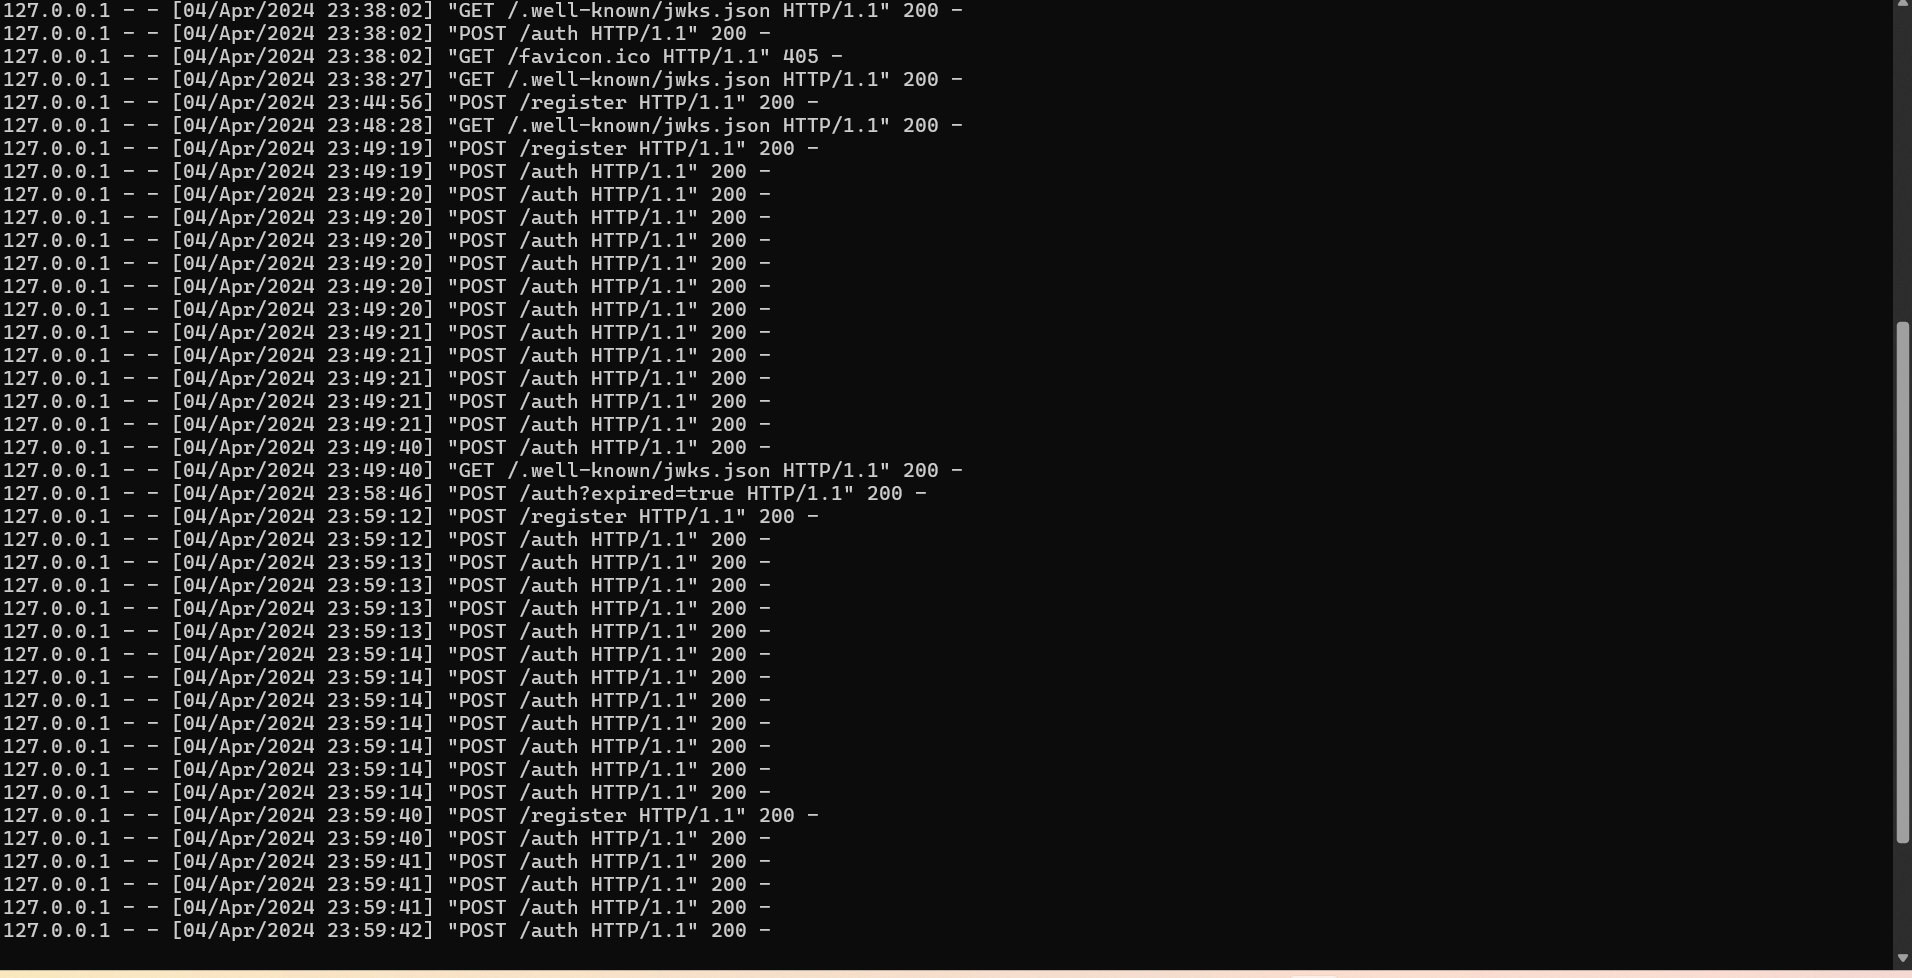 127.0.0.1 - - [04/Apr/2024 23:38:02] "GET /.well-known/jwks.json HTTP/1.1" 200 -
127.0.0.1 - - [04/Apr/2024 23:38:02] "POST /auth HTTP/1.1" 200 -
127.0.0.1 - - [04/Apr/2024 23:38:02] "GET /favicon.ico HTTP/1.1" 405 -
127.0.0.1 - - [04/Apr/2024 23:38:27] "GET /.well-known/jwks.json HTTP/1.1" 200 -
127.0.0.1 - - [04/Apr/2024 23:44:56] "POST /register HTTP/1.1" 200 -
127.0.0.1 - - [04/Apr/2024 23:48:28] "GET /.well-known/jwks.json HTTP/1.1" 200 -
127.0.0.1 - - [04/Apr/2024 23:49:19] "POST /register HTTP/1.1" 200 -
127.0.0.1 - - [04/Apr/2024 23:49:19] "POST /auth HTTP/1.1" 200 -
127.0.0.1 - - [04/Apr/2024 23:49:20] "POST /auth HTTP/1.1" 200 -
127.0.0.1 - - [04/Apr/2024 23:49:20] "POST /auth HTTP/1.1" 200 -
127.0.0.1 - - [04/Apr/2024 23:49:20] "POST /auth HTTP/1.1" 200 -
127.0.0.1 - - [04/Apr/2024 23:49:20] "POST /auth HTTP/1.1" 200 -
127.0.0.1 - - [04/Apr/2024 23:49:20] "POST /auth HTTP/1.1" 200 -
127.0.0.1 - - [04/Apr/2024 23:49:20] "POST /auth HTTP/1.1" 200 -
127.0.0.1 - - [04/Apr/2024 23:49:21] "POST /auth HTTP/1.1" 200 -
127.0.0.1 - - [04/Apr/2024 23:49:21] "POST /auth HTTP/1.1" 200 -
127.0.0.1 - - [04/Apr/2024 23:49:21] "POST /auth HTTP/1.1" 200 -
127.0.0.1 - - [04/Apr/2024 23:49:21] "POST /auth HTTP/1.1" 200 -
127.0.0.1 - - [04/Apr/2024 23:49:21] "POST /auth HTTP/1.1" 200 -
127.0.0.1 - - [04/Apr/2024 23:49:40] "POST /auth HTTP/1.1" 200 -
127.0.0.1 - - [04/Apr/2024 23:49:40] "GET /.well-known/jwks.json HTTP/1.1" 200 -
127.0.0.1 - - [04/Apr/2024 23:58:46] "POST /auth?expired=true HTTP/1.1" 200 -
127.0.0.1 - - [04/Apr/2024 23:59:12] "POST /register HTTP/1.1" 200 -
127.0.0.1 - - [04/Apr/2024 23:59:12] "POST /auth HTTP/1.1" 200 -
127.0.0.1 - - [04/Apr/2024 23:59:13] "POST /auth HTTP/1.1" 200 -
127.0.0.1 - - [04/Apr/2024 23:59:13] "POST /auth HTTP/1.1" 200 -
127.0.0.1 - - [04/Apr/2024 23:59:13] "POST /auth HTTP/1.1" 200 -
127.0.0.1 - - [04/Apr/2024 23:59:13] "POST /auth HTTP/1.1" 200 -
127.0.0.1 - - [04/Apr/2024 23:59:14] "POST /auth HTTP/1.1" 200 -
127.0.0.1 - - [04/Apr/2024 23:59:14] "POST /auth HTTP/1.1" 200 -
127.0.0.1 - - [04/Apr/2024 23:59:14] "POST /auth HTTP/1.1" 200 -
127.0.0.1 - - [04/Apr/2024 23:59:14] "POST /auth HTTP/1.1" 200 -
127.0.0.1 - - [04/Apr/2024 23:59:14] "POST /auth HTTP/1.1" 200 -
127.0.0.1 - - [04/Apr/2024 23:59:14] "POST /auth HTTP/1.1" 200 -
127.0.0.1 - - [04/Apr/2024 23:59:14] "POST /auth HTTP/1.1" 200 -
127.0.0.1 - - [04/Apr/2024 23:59:40] "POST /register HTTP/1.1" 200 -
127.0.0.1 - - [04/Apr/2024 23:59:40] "POST /auth HTTP/1.1" 200 -
127.0.0.1 - - [04/Apr/2024 23:59:41] "POST /auth HTTP/1.1" 200 -
127.0.0.1 - - [04/Apr/2024 23:59:41] "POST /auth HTTP/1.1" 200 -
127.0.0.1 - - [04/Apr/2024 23:59:41] "POST /auth HTTP/1.1" 200 -
127.0.0.1 - - [04/Apr/2024 23:59:42] "POST /auth HTTP/1.1" 200 -